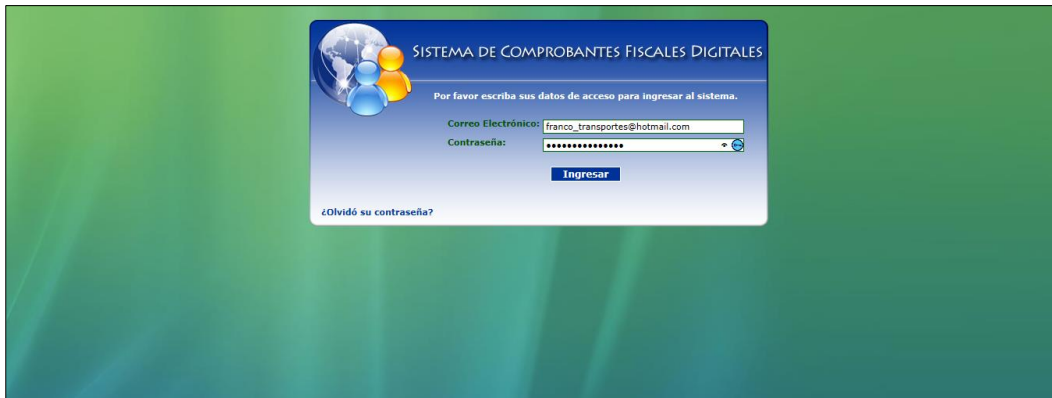 SISTEMA DE COMPROBANTES FISCALES DIGITALES
Por favor escriba sus datos de acceso para ingresar al sistema.
Correo Electrónico: franco_transportes@hotmail.com
Contraseña: •••••••••••••••
Ingresar
¿Olvidó su contraseña?